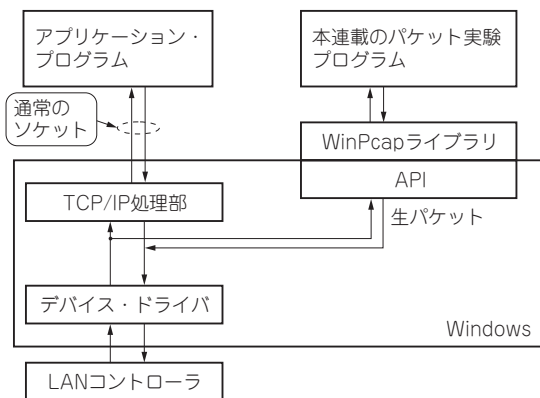 アプリケーション・
プログラム
本連載のパケット実験
プログラム
通常の
ソケット
WinPcapライブラリ
API
TCP/IP処理部
生パケット
デバイス・ドライバ
Windows
LANコントローラ